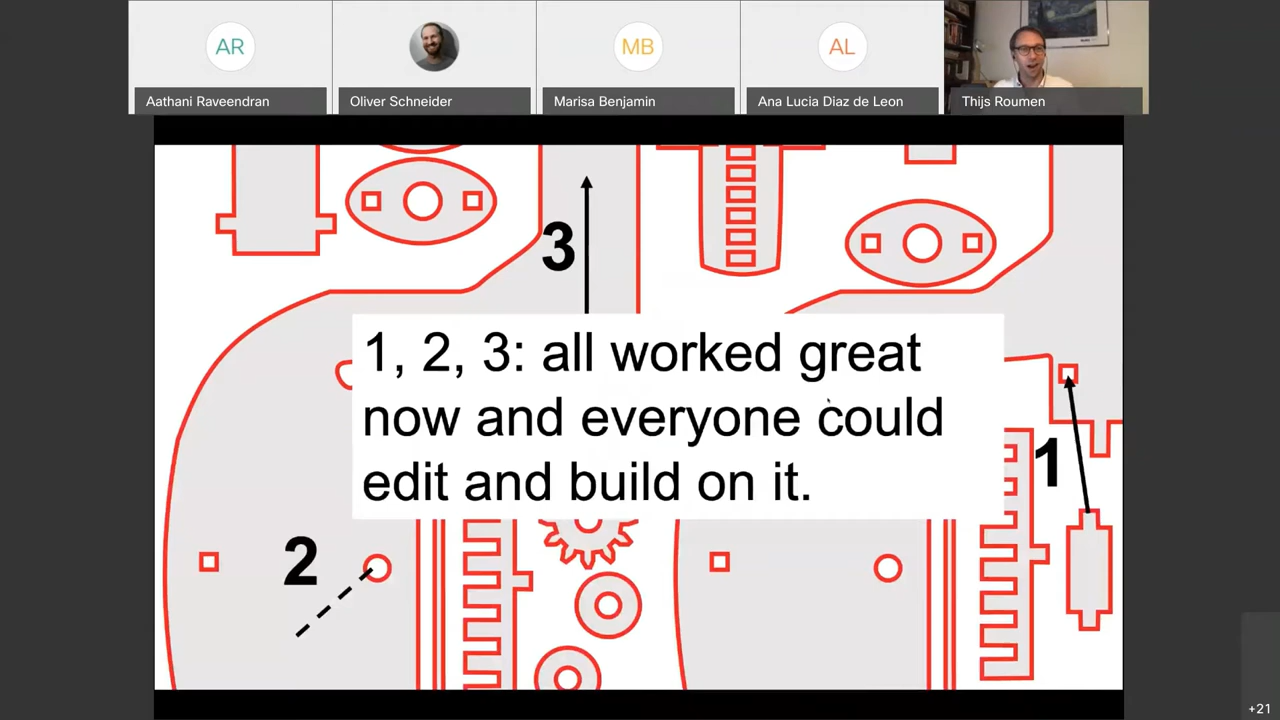 AR
MB
AL
Aathani Raveendran
Oliver Schneider
Marisa Benjamin
Ana Lucia Diaz de Leon
Thijs Roumen
3
1, 2, 3: all worked great
now and everyone could
edit and build on it.
1
2
+21